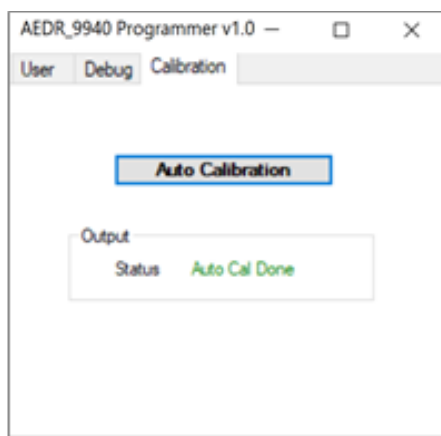 AEDR_9940 Programmer v1.0
User Debug Calibration
Auto Calibration
Output
Status Auto Cal Done